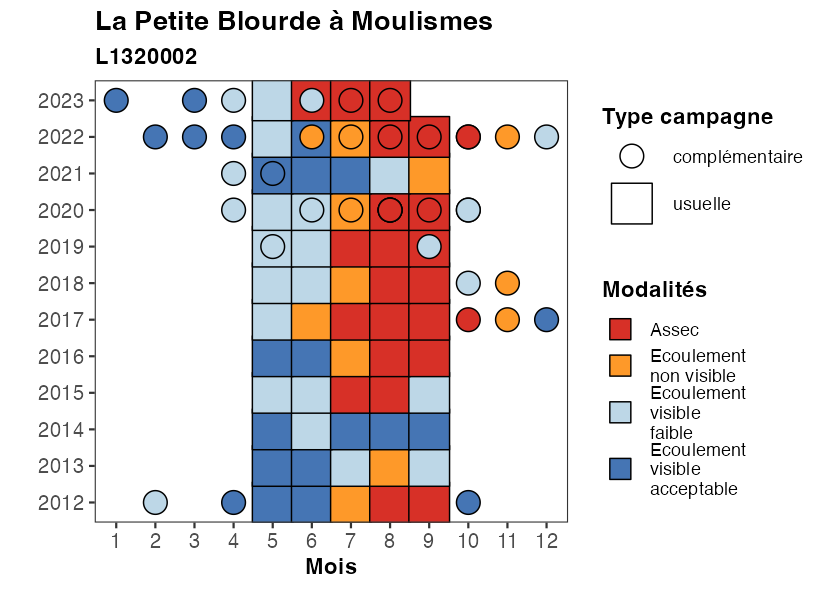 La Petite Blourde à Moulismes
L1320002
2023
2022
2021
2020
2019
2018
2017
2016
2015
2014
2013
2012
1 2 3 4 5 6 7 8 9 10 11 12
Mois
Type campagne
complémentaire
usuelle
Modalités
Assec
Ecoulement
non visible
Ecoulement
visible
faible
Ecoulement
visible
acceptable